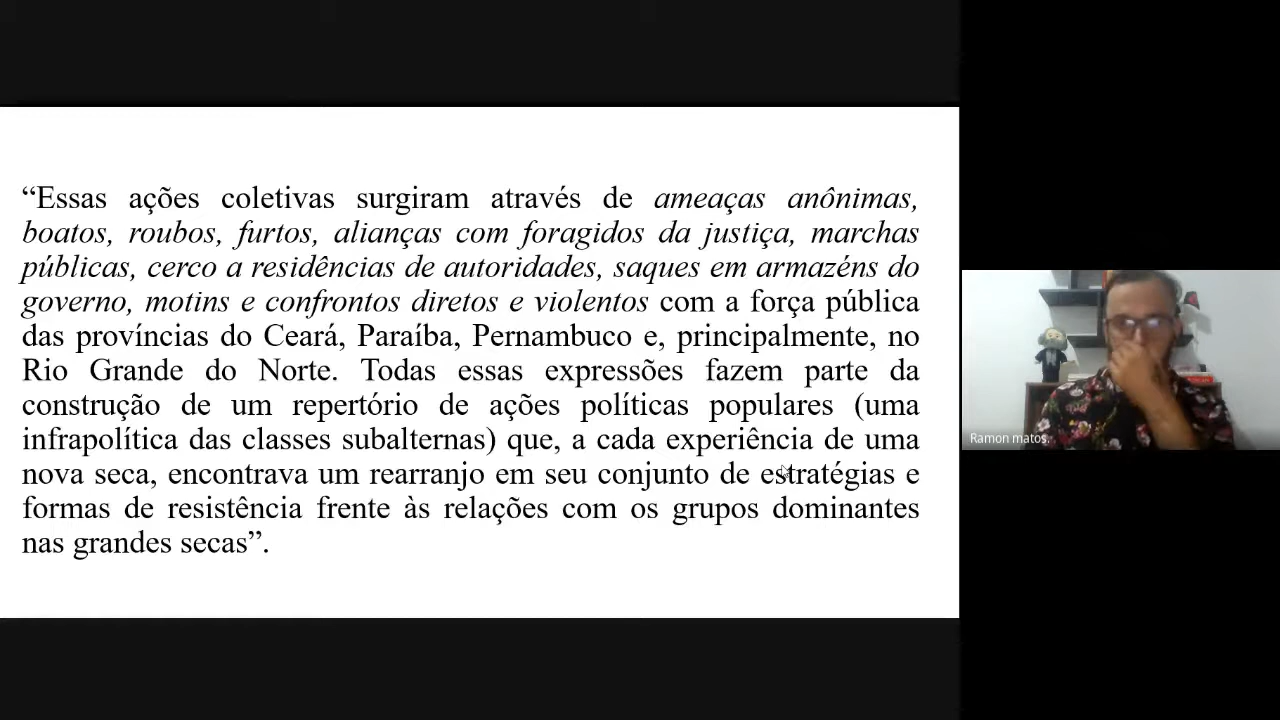 “Essas ações coletivas surgiram através de ameaças anônimas,
boatos, roubos, furtos, alianças com foragidos da justiça, marchas
públicas, cerco a residências de autoridades, saques em armazéns do
governo, motins e confrontos diretos e violentos com a força pública
das províncias do Ceará, Paraíba, Pernambuco e, principalmente, no
Rio Grande do Norte. Todas essas expressões fazem parte da
construção de um repertório de ações políticas populares (uma
infrapolítica das classes subalternas) que, a cada experiência de uma
nova seca, encontrava um rearranjo em seu conjunto de estratégias e
formas de resistência frente às relações com os grupos dominantes
nas grandes secas”.
Ramon matos.